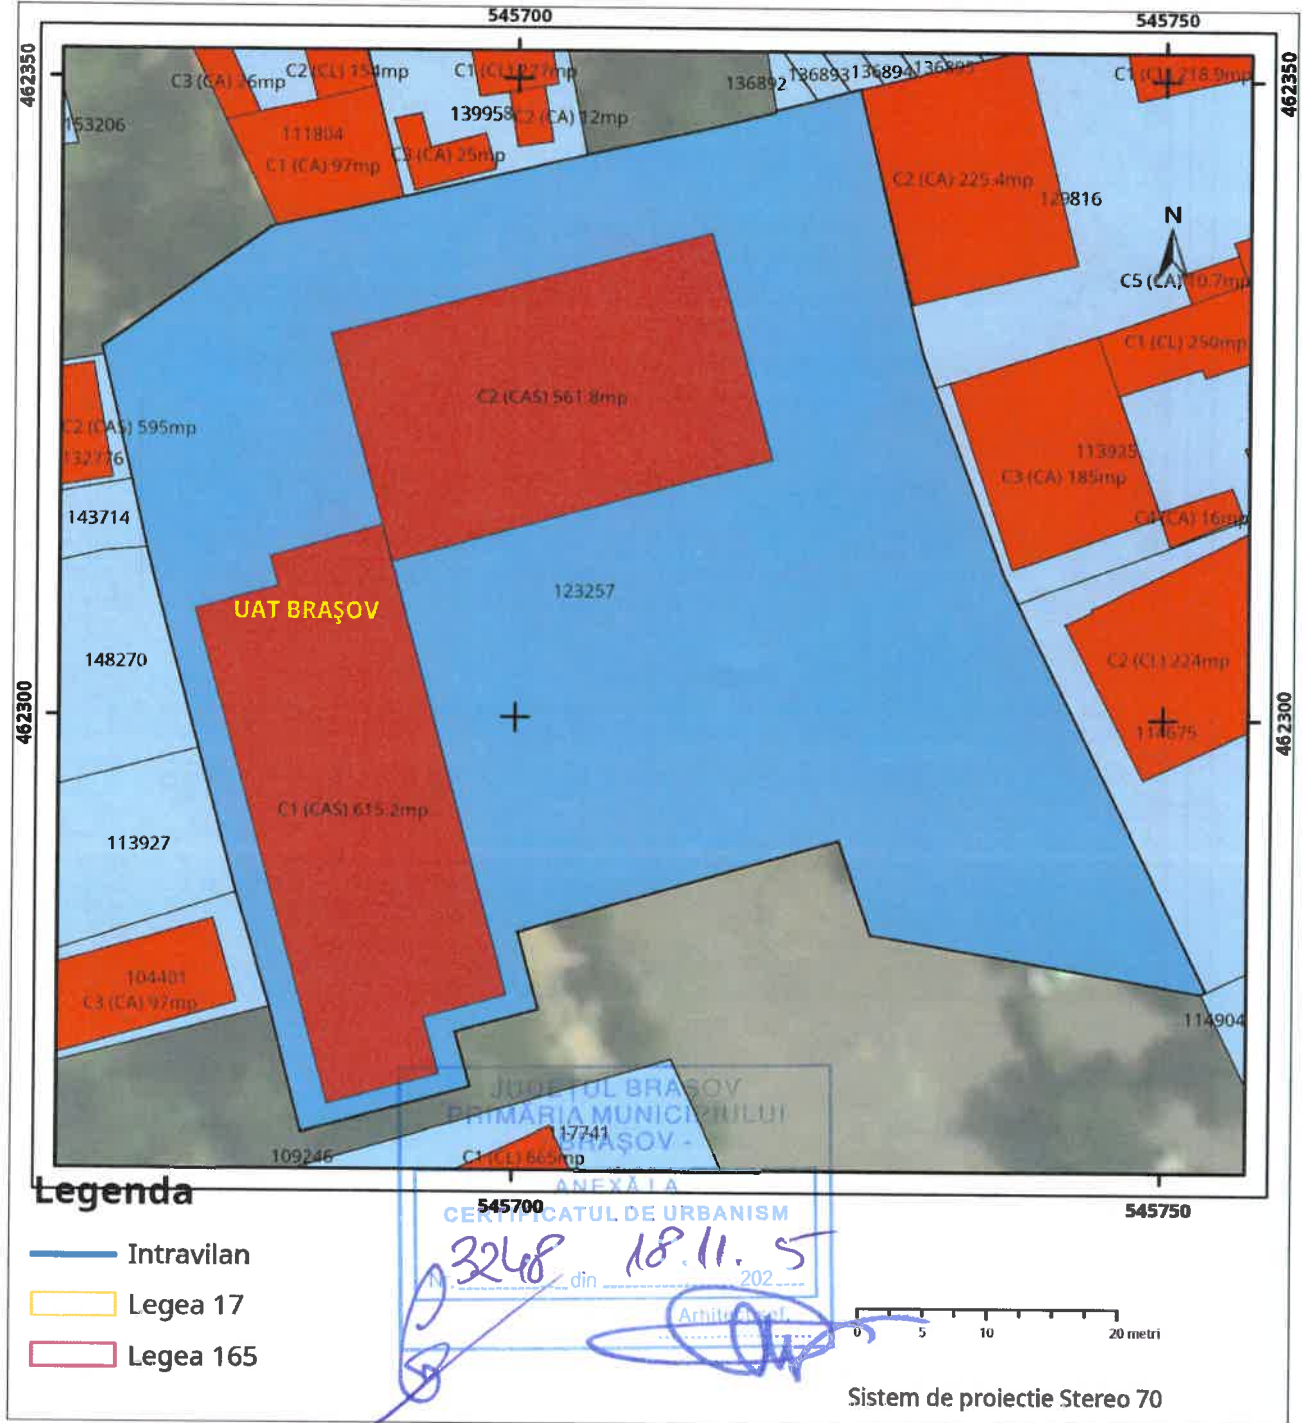 545700 545750
462350 462350
C3 (CA) 26mp
C2 (CL) 154mp
C1 (CL) 227mp
136892 136893 136894 136895
C1 (CL) 218.9mp
153206
111804
C1 (CA) 97mp
139958
C2 (CA) 12mp
C3 (CA) 25mp
C2 (CA) 225.4mp
129816
N
C5 (CA) 10.7mp
C1 (CL) 250mp
C2 (CAS) 561.8mp
C2 (CAS) 595mp
132776
113935
C3 (CA) 185mp
143714
C4 (CA) 16mp
123257
UAT BRAŞOV
148270
C2 (CL) 224mp
462300 462300
114675
C1 (CAS) 615.2mp
113927
104401
C3 (CA) 97mp
114904
109246
117741
C1 (CL) 665mp
545700 545750
JUDEŢUL BRAŞOV
PRIMĂRIA MUNICIPIULUI
BRAŞOV -
ANEXĂ LA
CERTIFICATUL DE URBANISM
Nr. 3248 din 18.11. 2025
Arhitect şef,
Legenda
Intravilan
Legea 17
Legea 165
0 5 10 20 metri
Sistem de proiectie Stereo 70